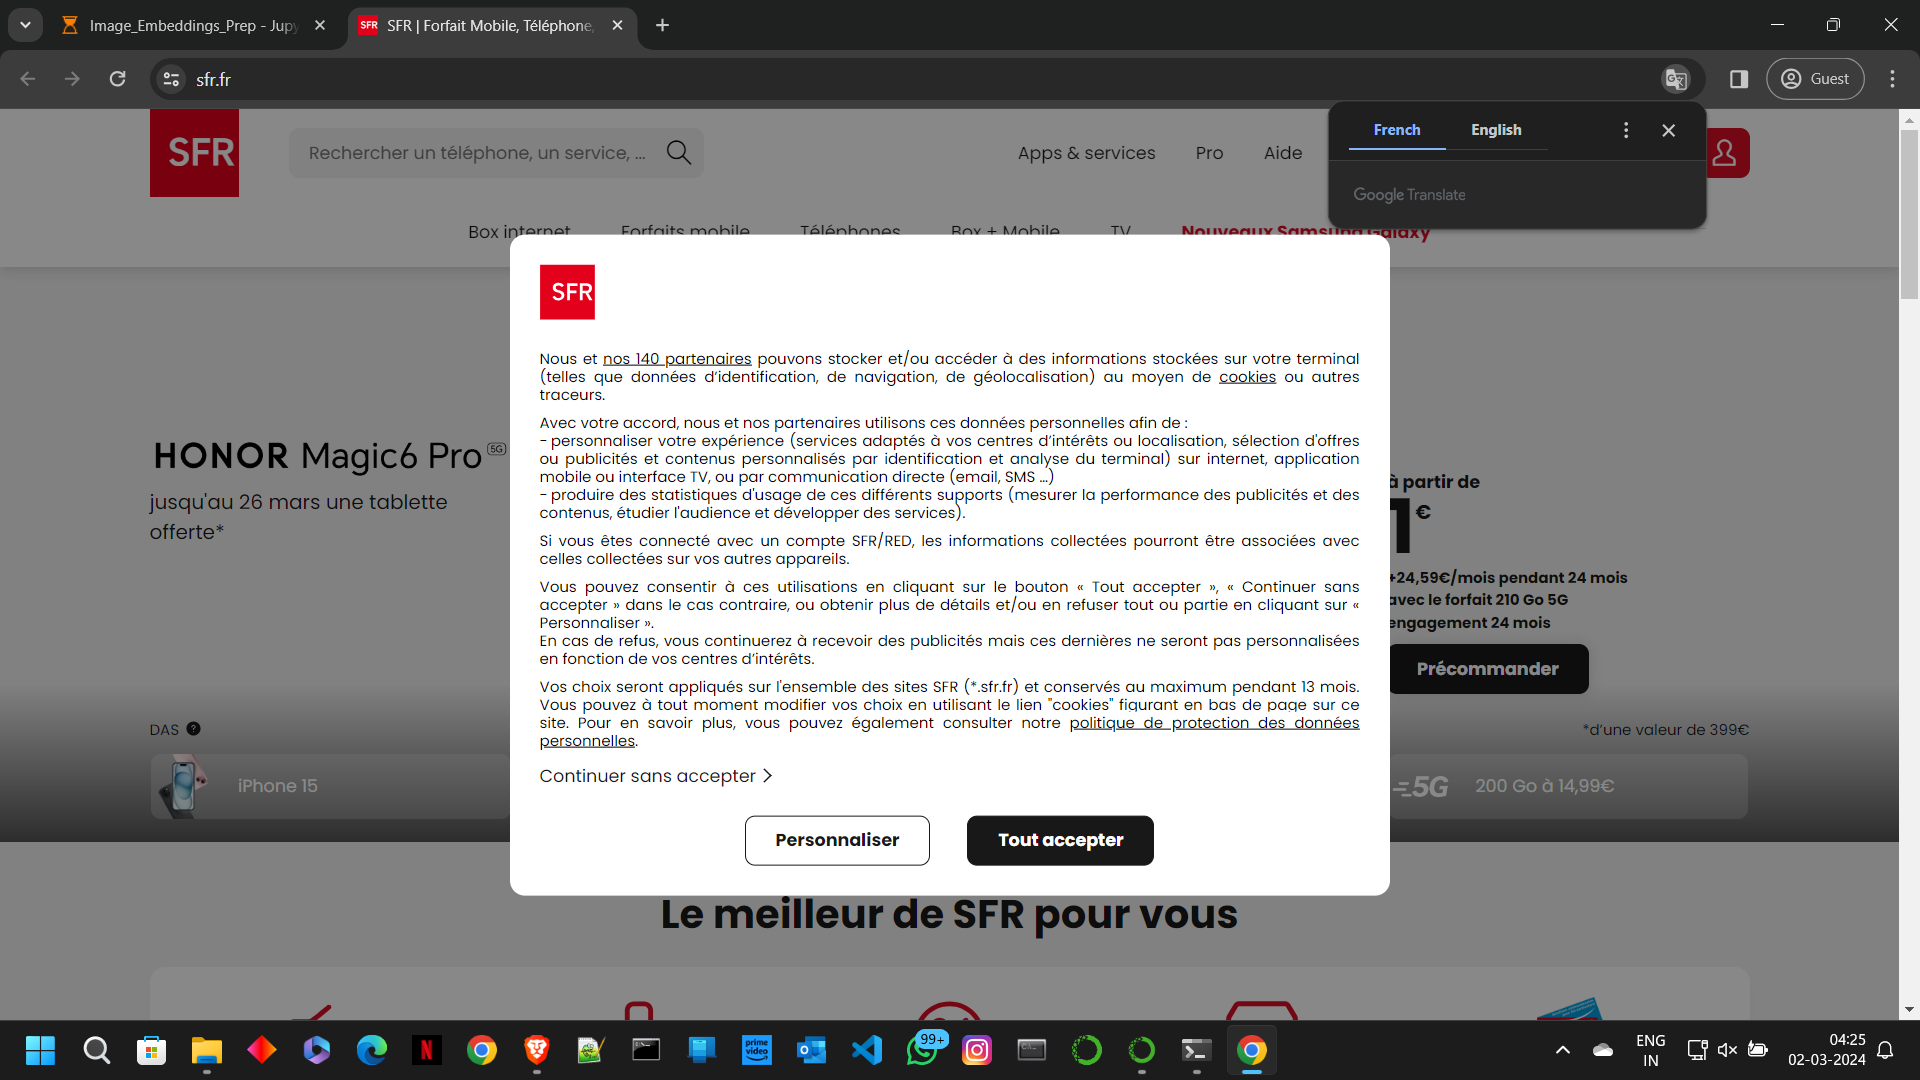 Image_Embeddings_Prep - Jupy
SFR | Forfait Mobile, Téléphone,
sfr.fr
Guest
French
English
Google Translate
SFR
Rechercher un téléphone, un service, ...
Apps & services
Pro
Aide
Box internet
Forfaits mobile
Téléphones
Box + Mobile
TV
Nouveaux Samsung Galaxy
SFR
Nous et nos 140 partenaires pouvons stocker et/ou accéder à des informations stockées sur votre terminal
(telles que données d’identification, de navigation, de géolocalisation) au moyen de cookies ou autres
traceurs.
Avec votre accord, nous et nos partenaires utilisons ces données personnelles afin de :
- personnaliser votre expérience (services adaptés à vos centres d’intérêts ou localisation, sélection d'offres
ou publicités et contenus personnalisés par identification et analyse du terminal) sur internet, application
mobile ou interface TV, ou par communication directe (email, SMS …)
- produire des statistiques d'usage de ces différents supports (mesurer la performance des publicités et des
contenus, étudier l'audience et développer des services).
Si vous êtes connecté avec un compte SFR/RED, les informations collectées pourront être associées avec
celles collectées sur vos autres appareils.
Vous pouvez consentir à ces utilisations en cliquant sur le bouton « Tout accepter », « Continuer sans
accepter » dans le cas contraire, ou obtenir plus de détails et/ou en refuser tout ou partie en cliquant sur «
Personnaliser ».
En cas de refus, vous continuerez à recevoir des publicités mais ces dernières ne seront pas personnalisées
en fonction de vos centres d’intérêts.
Vos choix seront appliqués sur l'ensemble des sites SFR (*.sfr.fr) et conservés au maximum pendant 13 mois.
Vous pouvez à tout moment modifier vos choix en utilisant le lien "cookies" figurant en bas de page sur ce
site. Pour en savoir plus, vous pouvez également consulter notre politique de protection des données
personnelles.
Continuer sans accepter
Personnaliser
Tout accepter
HONOR Magic6 Pro 5G
jusqu'au 26 mars une tablette
offerte*
à partir de
1€
+24,59€/mois pendant 24 mois
avec le forfait 210 Go 5G
engagement 24 mois
Précommander
DAS ?
*d’une valeur de 399€
iPhone 15
5G
200 Go à 14,99€
Le meilleur de SFR pour vous
prime video
99+
ENG
IN
04:25
02-03-2024